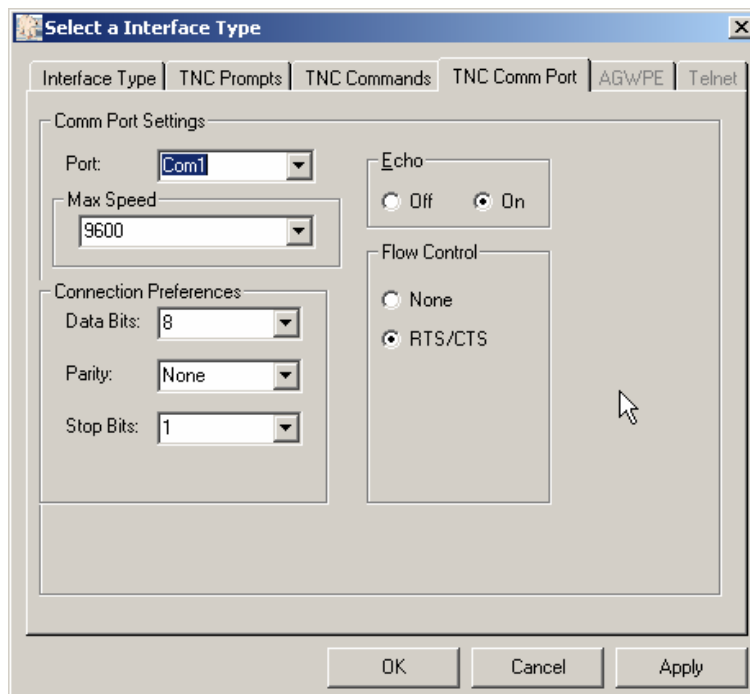 Select a Interface Type
Interface Type TNC Prompts TNC Commands TNC Comm Port AGWPE Telnet
Comm Port Settings
Port: Com1
Max Speed
9600
Echo
Off On
Flow Control
None
RTS/CTS
Connection Preferences
Data Bits: 8
Parity: None
Stop Bits: 1
OK Cancel Apply